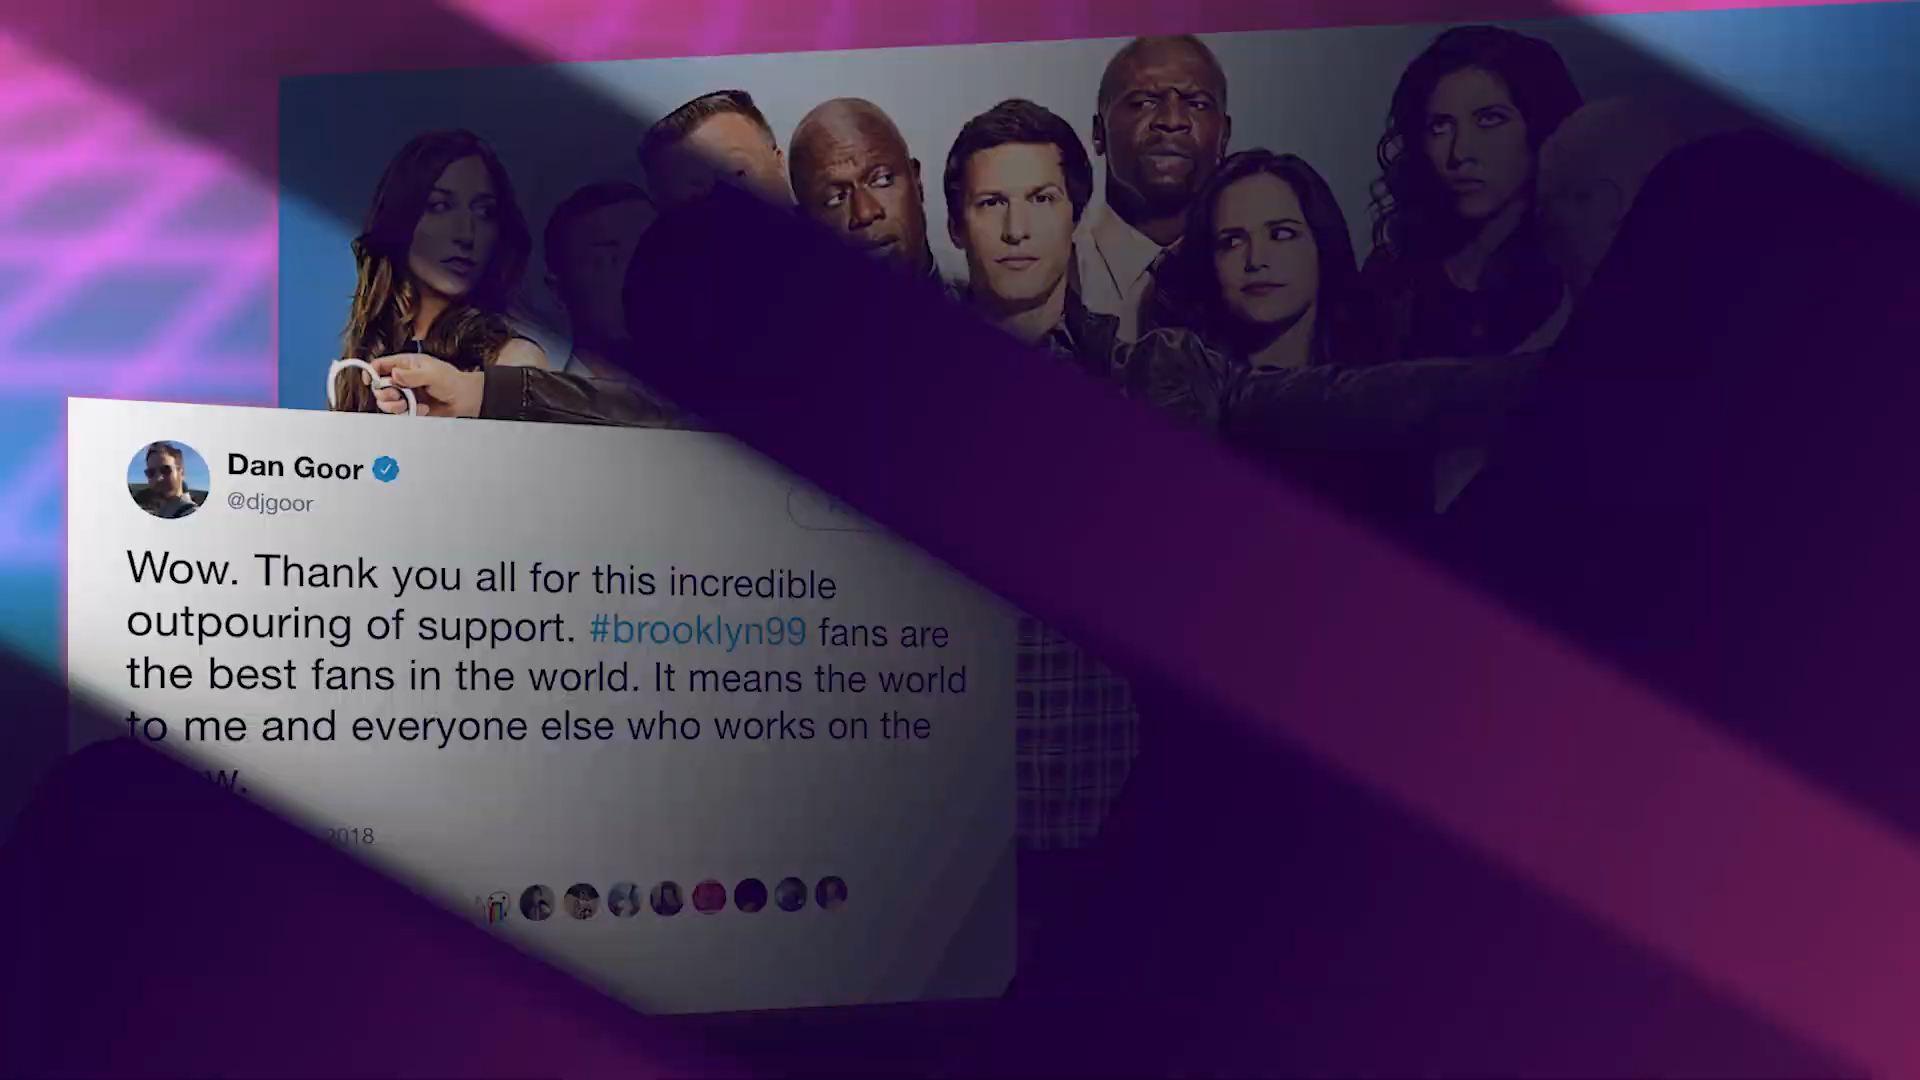 Dan Goor
@djgoor
Wow. Thank you all for this incredible
outpouring of support. #brooklyn99 fans are
the best fans in the world. It means the world
to me and everyone else who works on the
2018